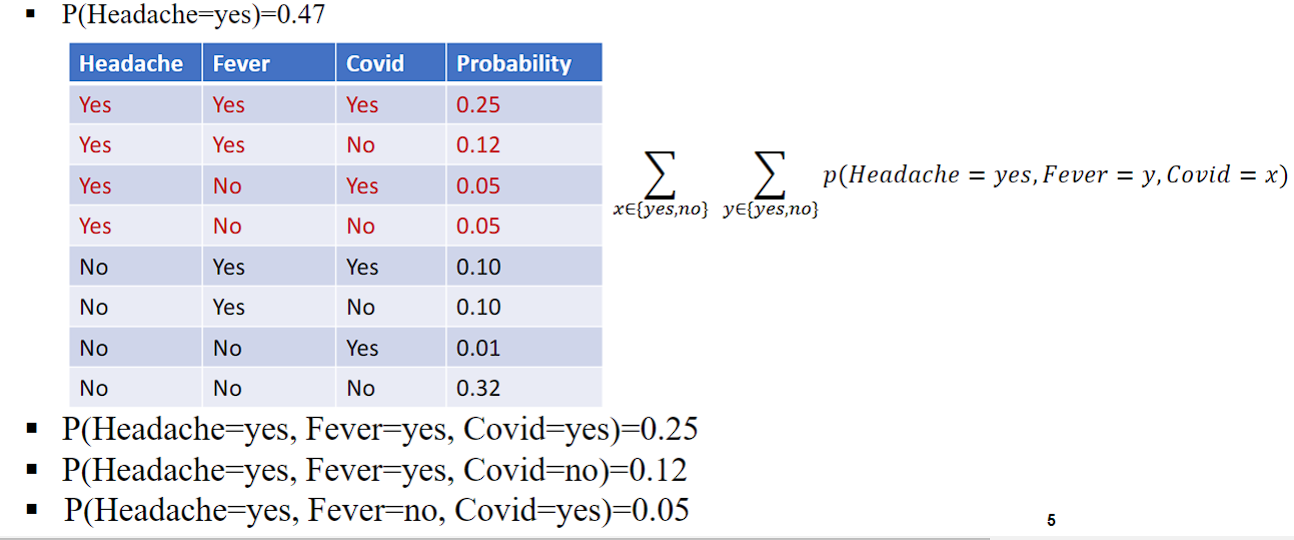 ▪ P(Headache=yes)=0.47
Headache Fever Covid Probability
Yes Yes Yes 0.25
Yes Yes No 0.12
Yes No Yes 0.05
Yes No No 0.05
No Yes Yes 0.10
No Yes No 0.10
No No Yes 0.01
No No No 0.32
∑ ∑ p(Headache = yes, Fever = y, Covid = x)
x∈{yes,no} y∈{yes,no}
▪ P(Headache=yes, Fever=yes, Covid=yes)=0.25
▪ P(Headache=yes, Fever=yes, Covid=no)=0.12
▪ P(Headache=yes, Fever=no, Covid=yes)=0.05
5